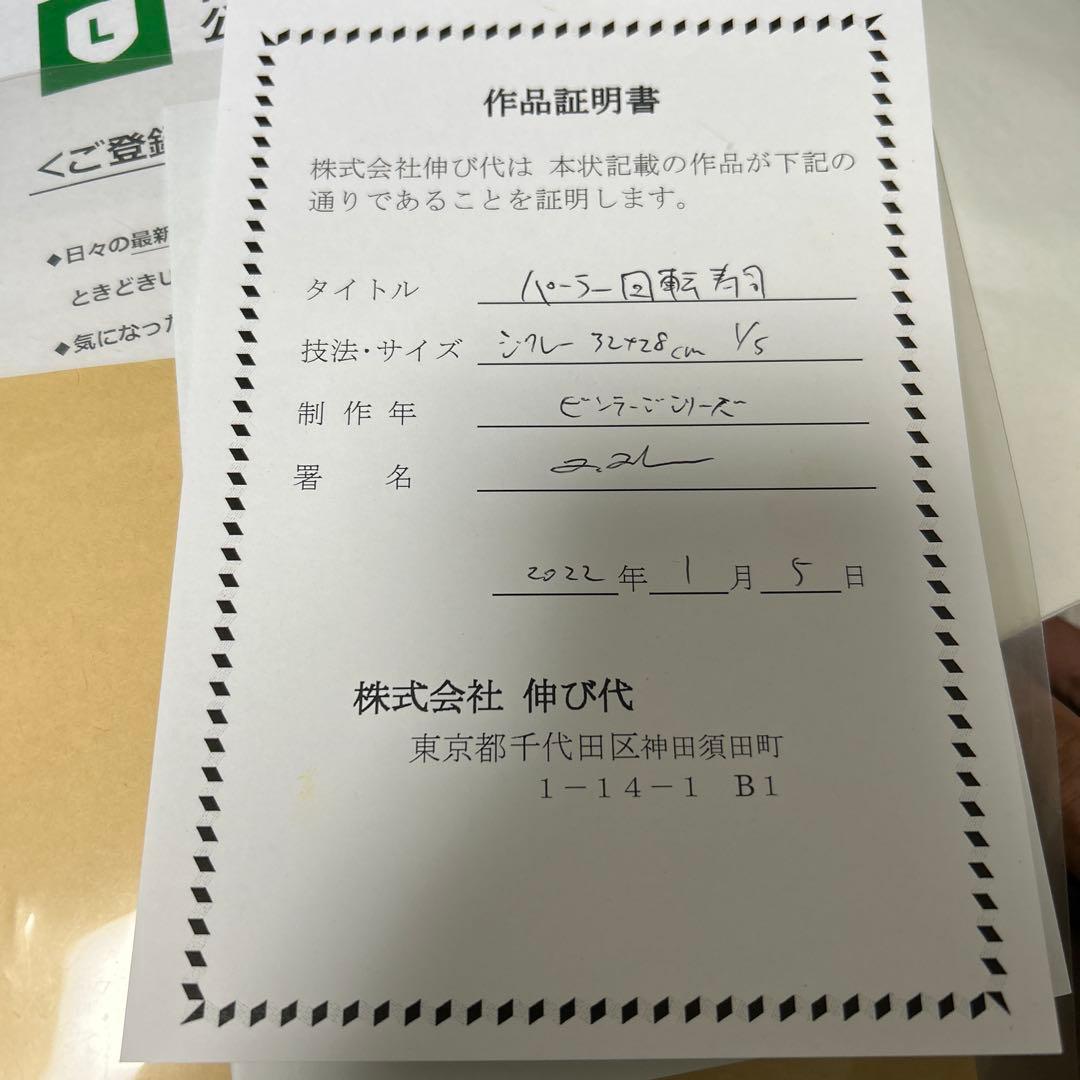 L
公
<ご登録
◆日々の最新
ときどき
◆気になった
作品証明書
株式会社伸び代は 本状記載の作品が下記の
通りであることを証明します。
タイトル パーラー回転寿司
技法・サイズ ジクレー 32×28cm 1/5
制作年 ビンテージシリーズ
署名
2022年1月5日
株式会社 伸び代
東京都千代田区神田須田町
1－14－1 B1